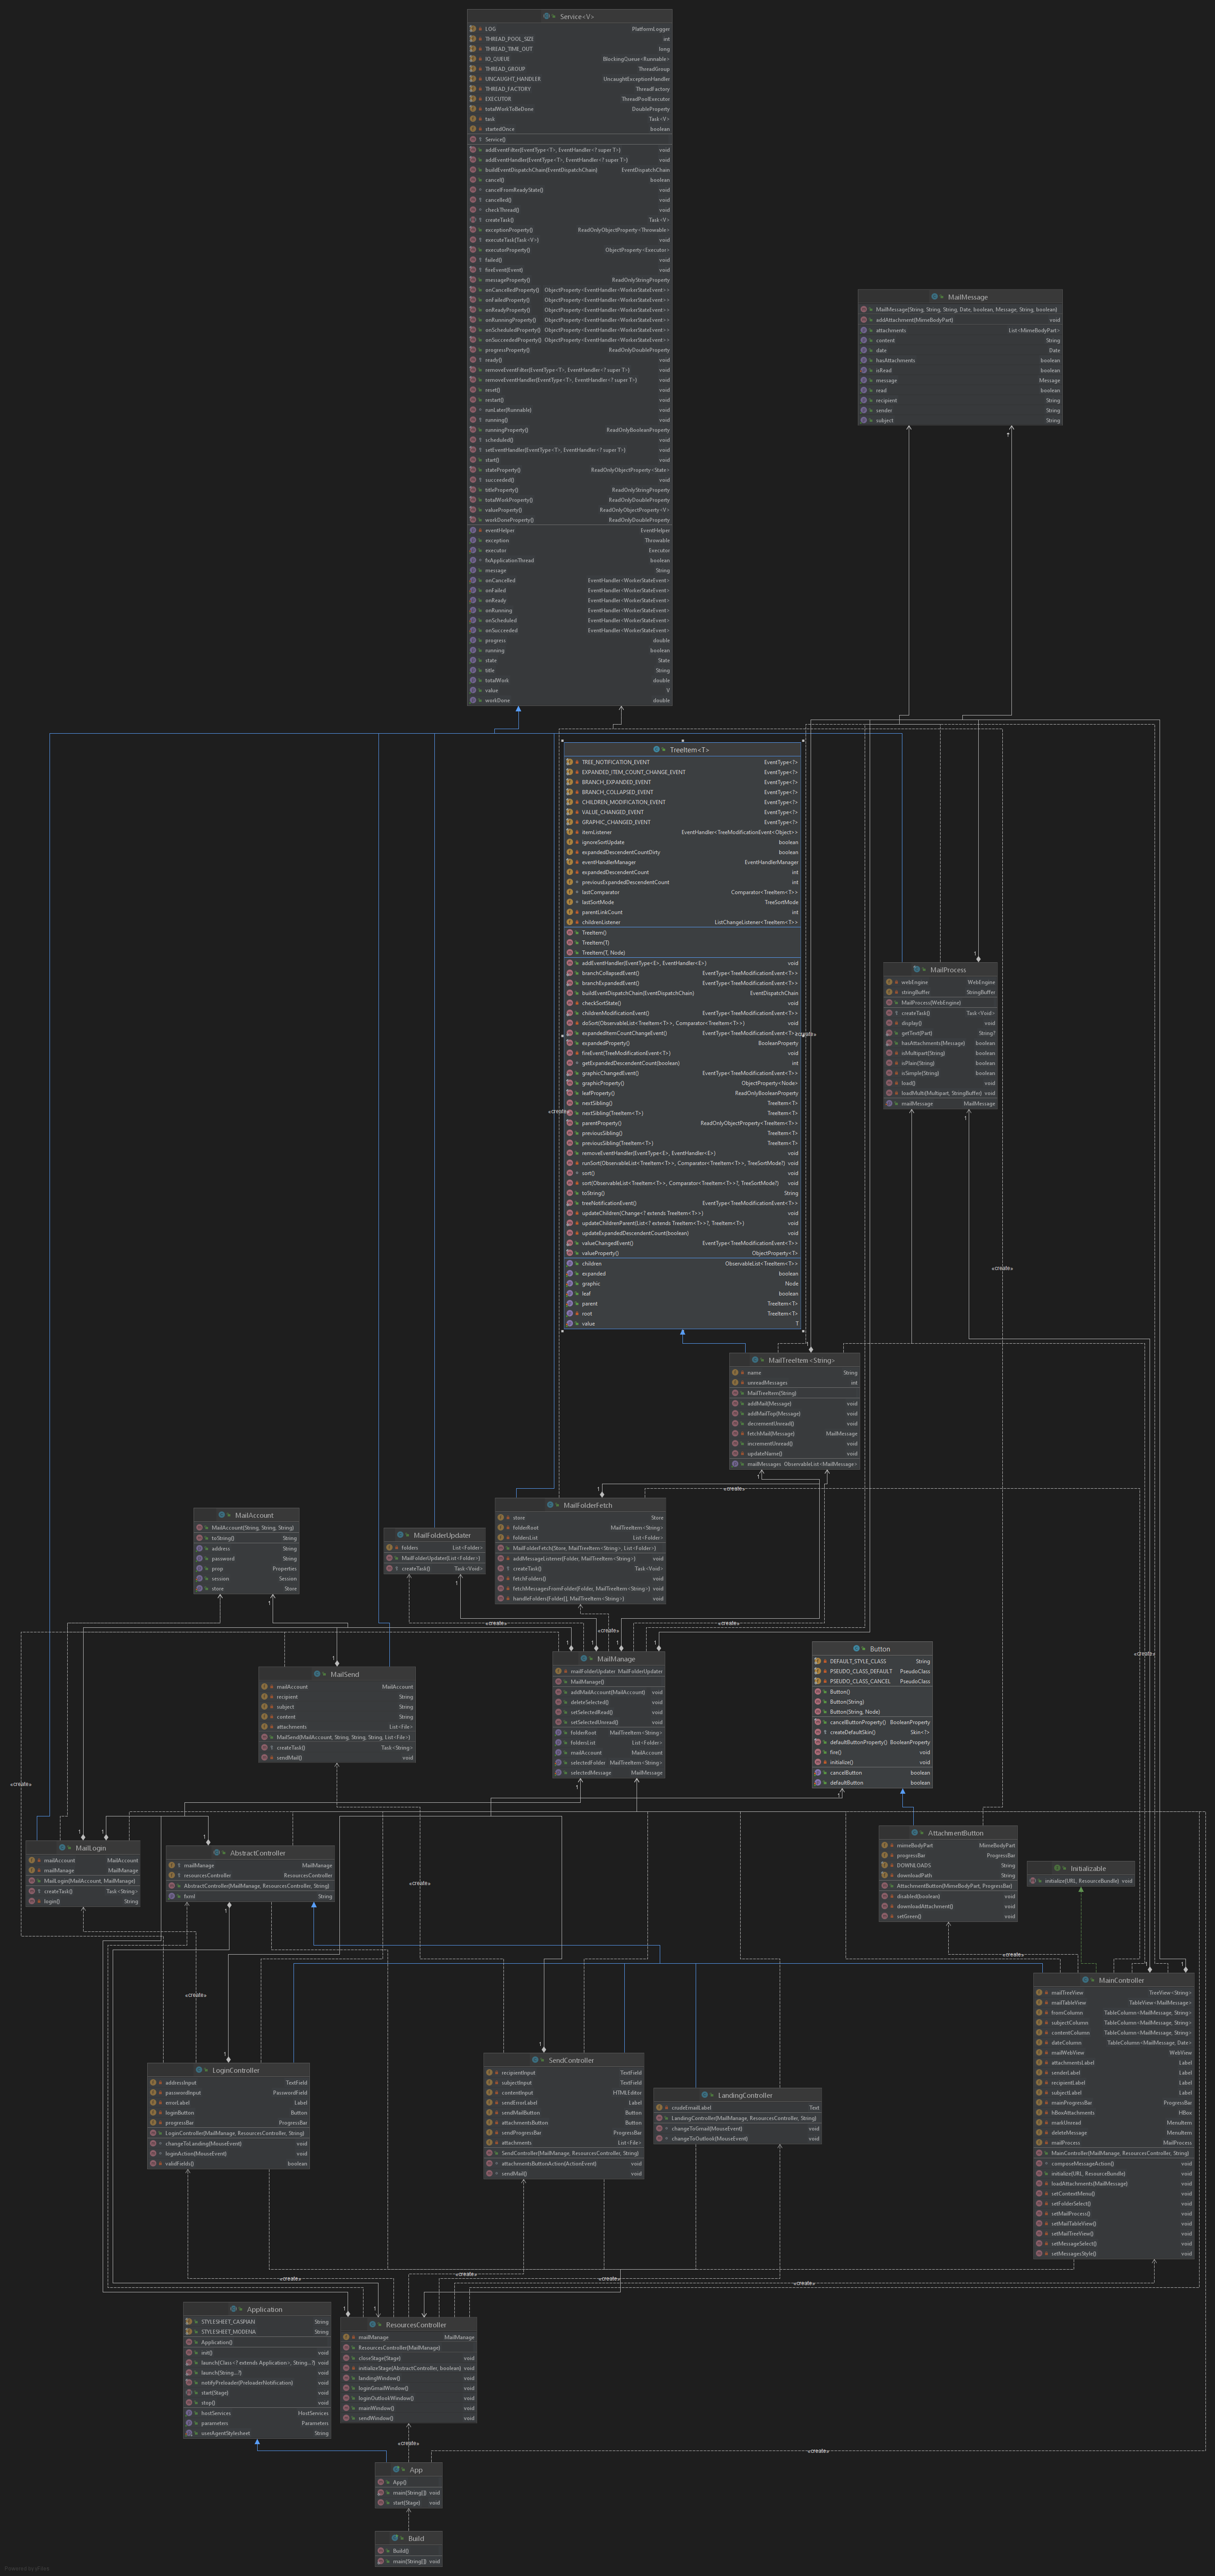 Service<V>
LOG PlatformLogger
THREAD_POOL_SIZE int
THREAD_TIME_OUT long
IO_QUEUE BlockingQueue<Runnable>
THREAD_GROUP ThreadGroup
UNCAUGHT_HANDLER UncaughtExceptionHandler
THREAD_FACTORY ThreadFactory
EXECUTOR ThreadPoolExecutor
totalWorkToBeDone DoubleProperty
task Task<V>
startedOnce boolean
Service()
addEventFilter(EventType<T>, EventHandler<? super T>) void
addEventHandler(EventType<T>, EventHandler<? super T>) void
buildEventDispatchChain(EventDispatchChain) EventDispatchChain
cancel() boolean
cancelFromReadyState() void
cancelled() void
checkThread() void
createTask() Task<V>
exceptionProperty() ReadOnlyObjectProperty<Throwable>
executeTask(Task<V>) void
executorProperty() ObjectProperty<Executor>
failed() void
fireEvent(Event) void
messageProperty() ReadOnlyStringProperty
onCancelledProperty() ObjectProperty<EventHandler<WorkerStateEvent>>
onFailedProperty() ObjectProperty<EventHandler<WorkerStateEvent>>
onReadyProperty() ObjectProperty<EventHandler<WorkerStateEvent>>
onRunningProperty() ObjectProperty<EventHandler<WorkerStateEvent>>
onScheduledProperty() ObjectProperty<EventHandler<WorkerStateEvent>>
onSucceededProperty() ObjectProperty<EventHandler<WorkerStateEvent>>
progressProperty() ReadOnlyDoubleProperty
ready() void
removeEventFilter(EventType<T>, EventHandler<? super T>) void
removeEventHandler(EventType<T>, EventHandler<? super T>) void
reset() void
restart() void
runLater(Runnable) void
running() void
runningProperty() ReadOnlyBooleanProperty
scheduled() void
setEventHandler(EventType<T>, EventHandler<? super T>) void
start() void
stateProperty() ReadOnlyObjectProperty<State>
succeeded() void
titleProperty() ReadOnlyStringProperty
totalWorkProperty() ReadOnlyDoubleProperty
valueProperty() ReadOnlyObjectProperty<V>
workDoneProperty() ReadOnlyDoubleProperty
eventHelper EventHelper
exception Throwable
executor Executor
fxApplicationThread boolean
message String
onCancelled EventHandler<WorkerStateEvent>
onFailed EventHandler<WorkerStateEvent>
onReady EventHandler<WorkerStateEvent>
onRunning EventHandler<WorkerStateEvent>
onScheduled EventHandler<WorkerStateEvent>
onSucceeded EventHandler<WorkerStateEvent>
progress double
running boolean
state State
title String
totalWork double
value V
workDone double
MailMessage
MailMessage(String, String, String, Date, boolean, Message, String, boolean)
addAttachment(MimeBodyPart) void
attachments List<MimeBodyPart>
content String
date Date
hasAttachments boolean
isRead boolean
message Message
read boolean
recipient String
sender String
subject String
TreeItem<T>
TREE_NOTIFICATION_EVENT EventType<?>
EXPANDED_ITEM_COUNT_CHANGE_EVENT EventType<?>
BRANCH_EXPANDED_EVENT EventType<?>
BRANCH_COLLAPSED_EVENT EventType<?>
CHILDREN_MODIFICATION_EVENT EventType<?>
VALUE_CHANGED_EVENT EventType<?>
GRAPHIC_CHANGED_EVENT EventType<?>
itemListener EventHandler<TreeModificationEvent<Object>>
ignoreSortUpdate boolean
expandedDescendentCountDirty boolean
eventHandlerManager EventHandlerManager
expandedDescendentCount int
previousExpandedDescendentCount int
lastComparator Comparator<TreeItem<T>>
lastSortMode TreeSortMode
parentLinkCount int
childrenListener ListChangeListener<TreeItem<T>>
TreeItem()
TreeItem(T)
TreeItem(T, Node)
addEventHandler(EventType<E>, EventHandler<E>) void
branchCollapsedEvent() EventType<TreeModificationEvent<T>>
branchExpandedEvent() EventType<TreeModificationEvent<T>>
buildEventDispatchChain(EventDispatchChain) EventDispatchChain
checkSortState() void
childrenModificationEvent() EventType<TreeModificationEvent<T>>
doSort(ObservableList<TreeItem<T>>, Comparator<TreeItem<T>>) void
expandedItemCountChangeEvent() EventType<TreeModificationEvent<T>>
expandedProperty() BooleanProperty
fireEvent(TreeModificationEvent<T>) void
getExpandedDescendentCount(boolean) int
graphicChangedEvent() EventType<TreeModificationEvent<T>>
graphicProperty() ObjectProperty<Node>
leafProperty() ReadOnlyBooleanProperty
nextSibling() TreeItem<T>
nextSibling(TreeItem<T>) TreeItem<T>
parentProperty() ReadOnlyObjectProperty<TreeItem<T>>
previousSibling() TreeItem<T>
previousSibling(TreeItem<T>) TreeItem<T>
removeEventHandler(EventType<E>, EventHandler<E>) void
runSort(ObservableList<TreeItem<T>>, Comparator<TreeItem<T>>, TreeSortMode?) void
sort() void
sort(ObservableList<TreeItem<T>>, Comparator<TreeItem<T>>?, TreeSortMode?) void
toString() String
treeNotificationEvent() EventType<TreeModificationEvent<T>>
updateChildren(Change<? extends TreeItem<T>>) void
updateChildrenParent(List<? extends TreeItem<T>>?, TreeItem<T>) void
updateExpandedDescendentCount(boolean) void
valueChangedEvent() EventType<TreeModificationEvent<T>>
valueProperty() ObjectProperty<T>
children ObservableList<TreeItem<T>>
expanded boolean
graphic Node
leaf boolean
parent TreeItem<T>
root TreeItem<T>
value T
MailProcess
webEngine WebEngine
stringBuffer StringBuffer
MailProcess(WebEngine)
createTask() Task<Void>
display() void
getText(Part) String?
hasAttachments(Message) boolean
isMultipart(String) boolean
isPlain(String) boolean
isSimple(String) boolean
load() void
loadMulti(Multipart, StringBuffer) void
mailMessage MailMessage
«create»
«create»
«create»
MailTreeItem<String>
name String
unreadMessages int
MailTreeItem(String)
addMail(Message) void
addMailTop(Message) void
decrementUnread() void
fetchMail(Message) MailMessage
incrementUnread() void
updateName() void
mailMessages ObservableList<MailMessage>
«create»
MailFolderFetch
store Store
folderRoot MailTreeItem<String>
foldersList List<Folder>
MailFolderFetch(Store, MailTreeItem<String>, List<Folder>)
addMessageListener(Folder, MailTreeItem<String>) void
createTask() Task<Void>
fetchFolders() void
fetchMessagesFromFolder(Folder, MailTreeItem<String>) void
handleFolders(Folder[], MailTreeItem<String>) void
MailAccount
MailAccount(String, String, String)
toString() String
address String
password String
prop Properties
session Session
store Store
MailFolderUpdater
folders List<Folder>
MailFolderUpdater(List<Folder>)
createTask() Task<Void>
«create»
«create»
«create»
MailManage
mailFolderUpdater MailFolderUpdater
MailManage()
addMailAccount(MailAccount) void
deleteSelected() void
setSelectedRead() void
setSelectedUnread() void
folderRoot MailTreeItem<String>
foldersList List<Folder>
mailAccount MailAccount
selectedFolder MailTreeItem<String>
selectedMessage MailMessage
MailSend
mailAccount MailAccount
recipient String
subject String
content String
attachments List<File>
MailSend(MailAccount, String, String, String, List<File>)
createTask() Task<String>
sendMail() void
Button
DEFAULT_STYLE_CLASS String
PSEUDO_CLASS_DEFAULT PseudoClass
PSEUDO_CLASS_CANCEL PseudoClass
Button()
Button(String)
Button(String, Node)
cancelButtonProperty() BooleanProperty
createDefaultSkin() Skin<?>
defaultButtonProperty() BooleanProperty
fire() void
initialize() void
cancelButton boolean
defaultButton boolean
«create»
MailLogin
mailAccount MailAccount
mailManage MailManage
MailLogin(MailAccount, MailManage)
createTask() Task<String>
login() String
AbstractController
mailManage MailManage
resourcesController ResourcesController
AbstractController(MailManage, ResourcesController, String)
fxml String
«create»
AttachmentButton
mimeBodyPart MimeBodyPart
progressBar ProgressBar
DOWNLOADS String
downloadPath String
AttachmentButton(MimeBodyPart, ProgressBar)
disabled(boolean) void
downloadAttachment() void
setGreen() void
Initializable
initialize(URL, ResourceBundle) void
«create»
«create»
MainController
mailTreeView TreeView<String>
mailTableView TableView<MailMessage>
fromColumn TableColumn<MailMessage, String>
subjectColumn TableColumn<MailMessage, String>
contentColumn TableColumn<MailMessage, String>
dateColumn TableColumn<MailMessage, Date>
mailWebView WebView
attachmentsLabel Label
senderLabel Label
recipientLabel Label
subjectLabel Label
mainProgressBar ProgressBar
hBoxAttachments HBox
markUnread MenuItem
deleteMessage MenuItem
mailProcess MailProcess
MainController(MailManage, ResourcesController, String)
composeMessageAction() void
initialize(URL, ResourceBundle) void
loadAttachments(MailMessage) void
setContextMenu() void
setFolderSelect() void
setMailProcess() void
setMailTableView() void
setMailTreeView() void
setMessageSelect() void
setMessagesStyle() void
LoginController
addressInput TextField
passwordInput PasswordField
errorLabel Label
loginButton Button
progressBar ProgressBar
LoginController(MailManage, ResourcesController, String)
changeToLanding(MouseEvent) void
loginAction(MouseEvent) void
validFields() boolean
SendController
recipientInput TextField
subjectInput TextField
contentInput HTMLEditor
sendErrorLabel Label
sendMailButton Button
attachmentsButton Button
sendProgressBar ProgressBar
attachments List<File>
SendController(MailManage, ResourcesController, String)
attachmentsButtonAction(ActionEvent) void
sendMail() void
LandingController
crudeEmailLabel Text
LandingController(MailManage, ResourcesController, String)
changeToGmail(MouseEvent) void
changeToOutlook(MouseEvent) void
«create»
«create»
«create»
«create»
Application
STYLESHEET_CASPIAN String
STYLESHEET_MODENA String
Application()
init() void
launch(Class<? extends Application>, String...?) void
launch(String...?) void
notifyPreloader(PreloaderNotification) void
start(Stage) void
stop() void
hostServices HostServices
parameters Parameters
userAgentStylesheet String
ResourcesController
mailManage MailManage
ResourcesController(MailManage)
closeStage(Stage) void
initializeStage(AbstractController, boolean) void
landingWindow() void
loginGmailWindow() void
loginOutlookWindow() void
mainWindow() void
sendWindow() void
«create»
«create»
App
App()
main(String[]) void
start(Stage) void
Build
Build()
main(String[]) void
Powered by yFiles